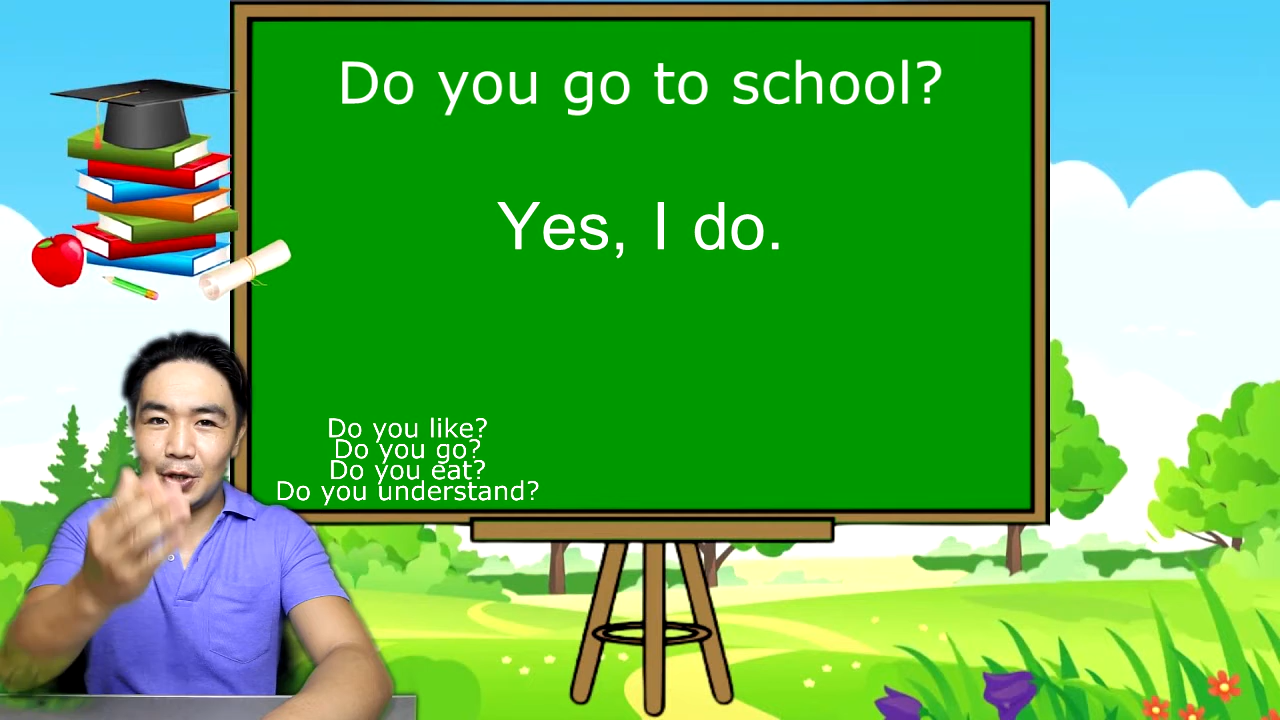 Do you go to school?
Yes, I do.
Do you like?
Do you go?
Do you eat?
Do you understand?